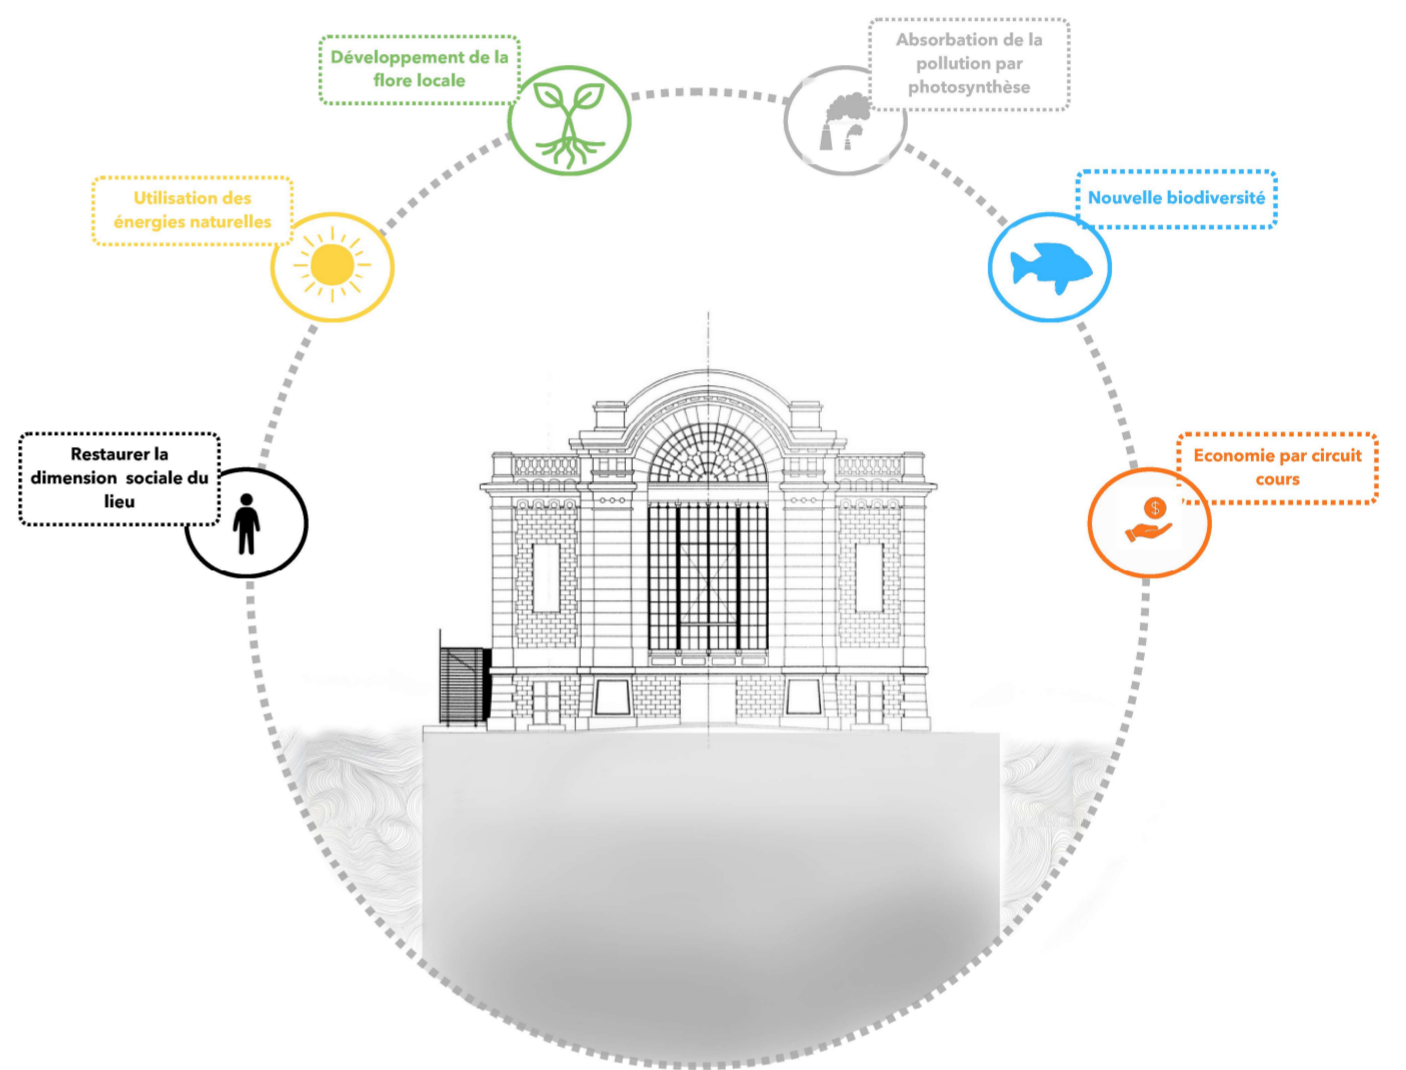 Développement de la
flore locale
Absorbation de la
pollution par
photosynthèse
Utilisation des
énergies naturelles
Nouvelle biodiversité
Restaurer la
dimension sociale du
lieu
Economie par circuit
cours
$